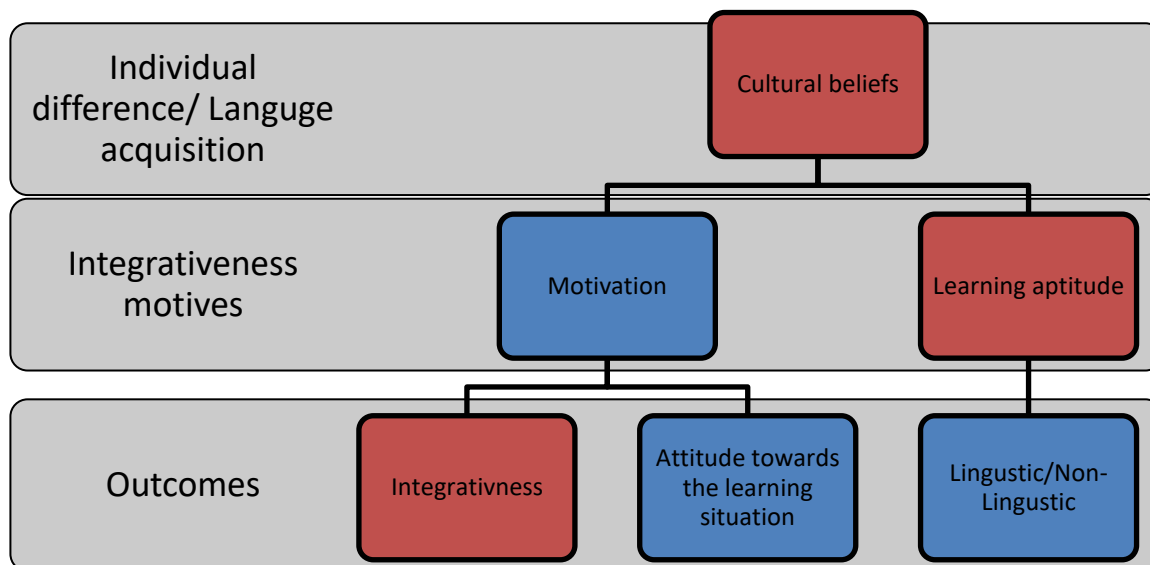 Individual
difference/ Languge
acquisition
Cultural beliefs
Integrativeness
motives
Motivation
Learning aptitude
Outcomes
Integrativness
Attitude towards
the learning
situation
Lingustic/Non-
Lingustic